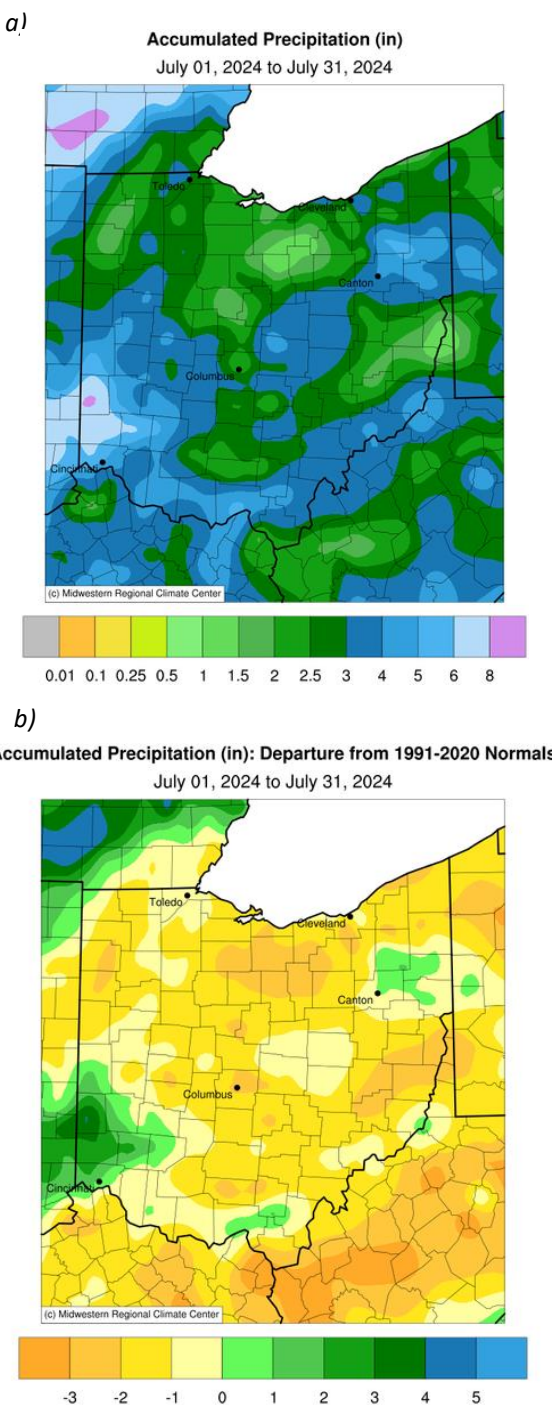 a)
Accumulated Precipitation (in)
July 01, 2024 to July 31, 2024
Toledo
Cleveland
Canton
Columbus
Cincinnati
(c) Midwestern Regional Climate Center
0.01 0.1 0.25 0.5 1 1.5 2 2.5 3 4 5 6 8
b)
Accumulated Precipitation (in): Departure from 1991-2020 Normals
July 01, 2024 to July 31, 2024
Toledo
Cleveland
Canton
Columbus
Cincinnati
(c) Midwestern Regional Climate Center
-3 -2 -1 0 1 2 3 4 5